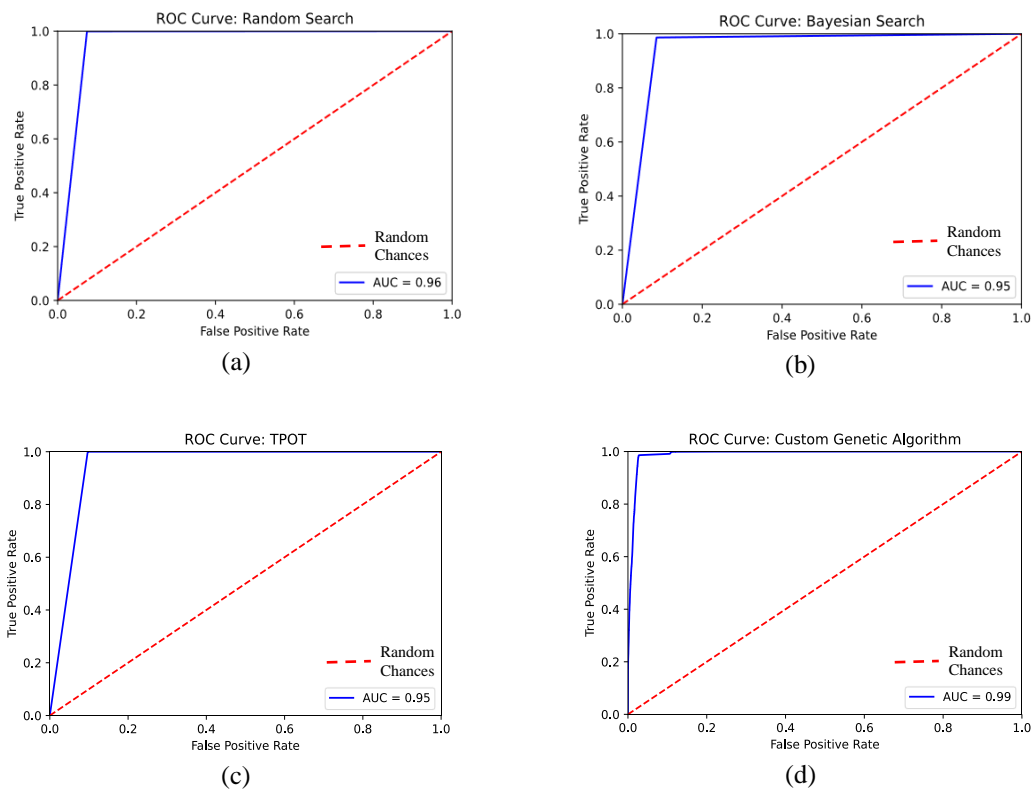 ROC Curve: Random Search
1.0
0.8
0.6
0.4
0.2
0.0
True Positive Rate
Random
Chances
AUC = 0.96
0.0 0.2 0.4 0.6 0.8 1.0
False Positive Rate
(a)
ROC Curve: Bayesian Search
1.0
0.8
0.6
0.4
0.2
0.0
True Positive Rate
Random
Chances
AUC = 0.95
0.0 0.2 0.4 0.6 0.8 1.0
False Positive Rate
(b)
ROC Curve: TPOT
1.0
0.8
0.6
0.4
0.2
0.0
True Positive Rate
Random
Chances
AUC = 0.95
0.0 0.2 0.4 0.6 0.8 1.0
False Positive Rate
(c)
ROC Curve: Custom Genetic Algorithm
1.0
0.8
0.6
0.4
0.2
0.0
True Positive Rate
Random
Chances
AUC = 0.99
0.0 0.2 0.4 0.6 0.8 1.0
False Positive Rate
(d)